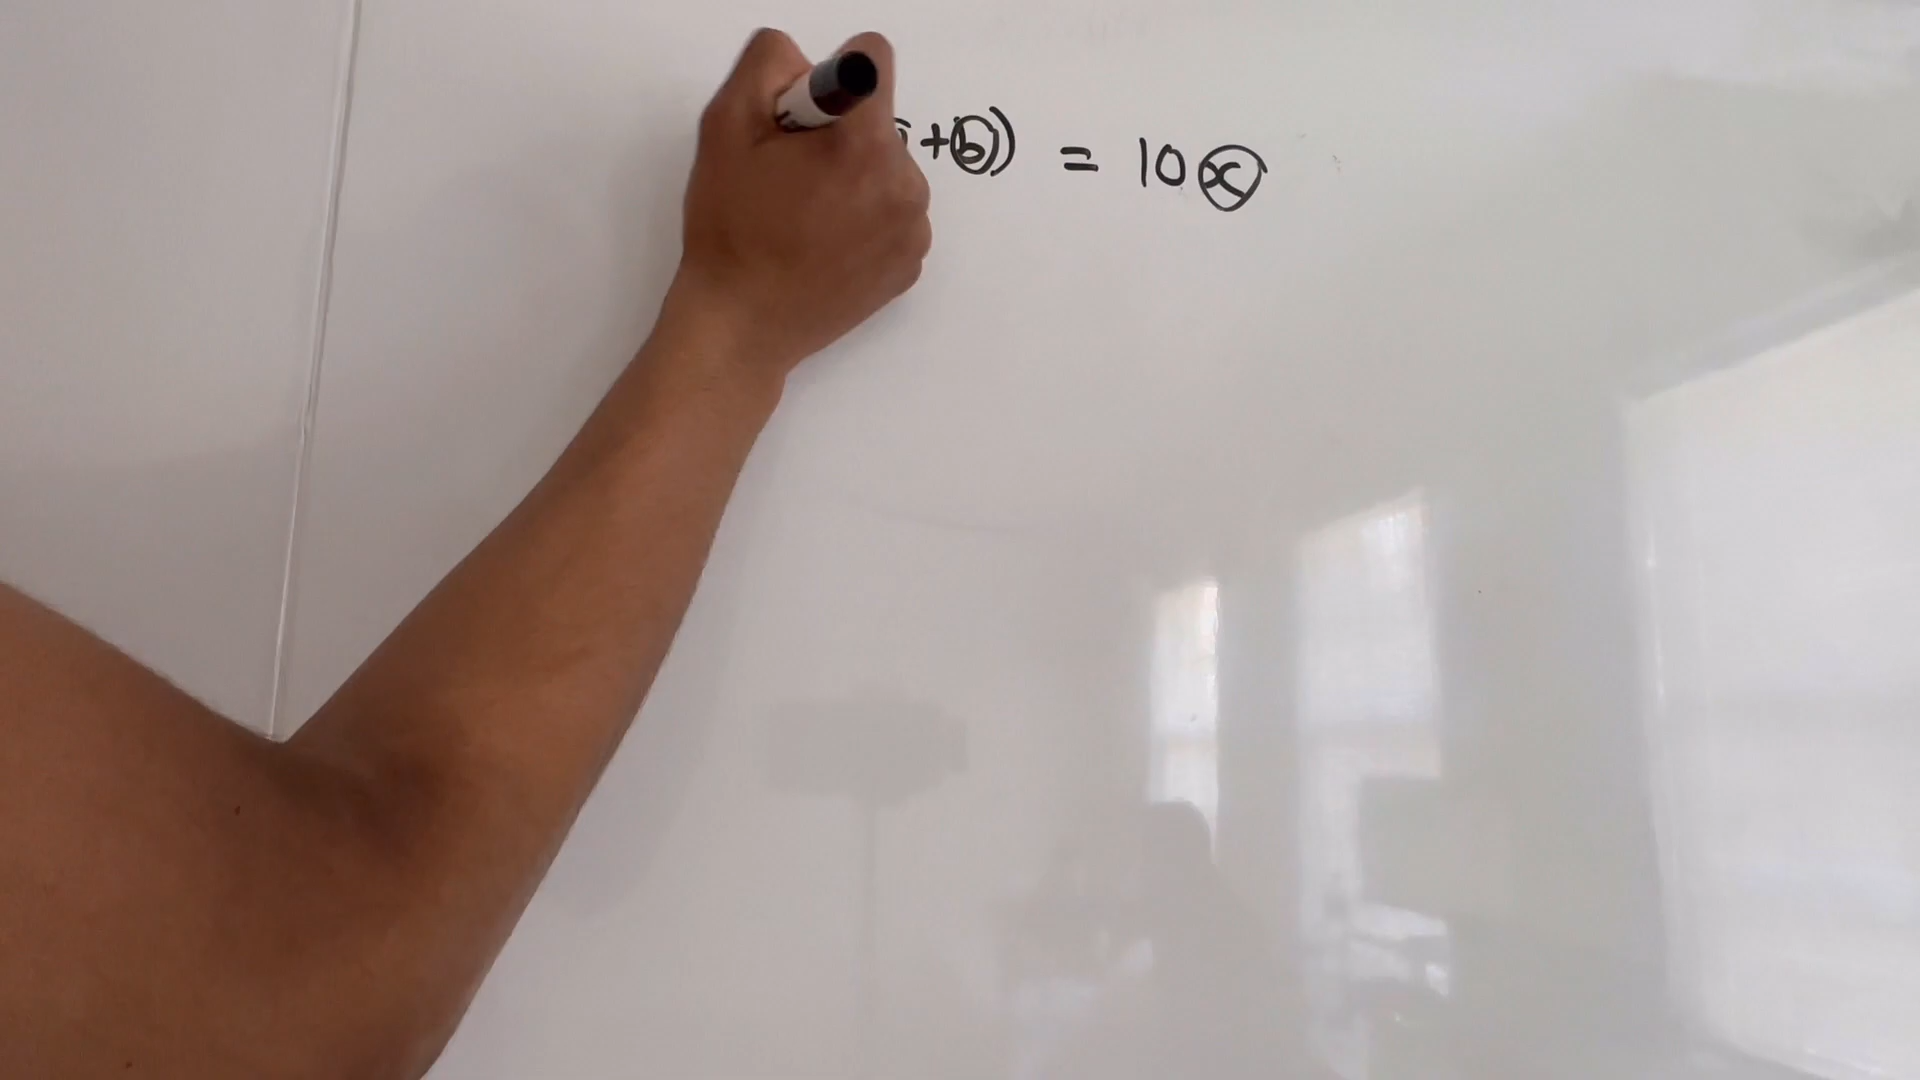 +b)) = 10x